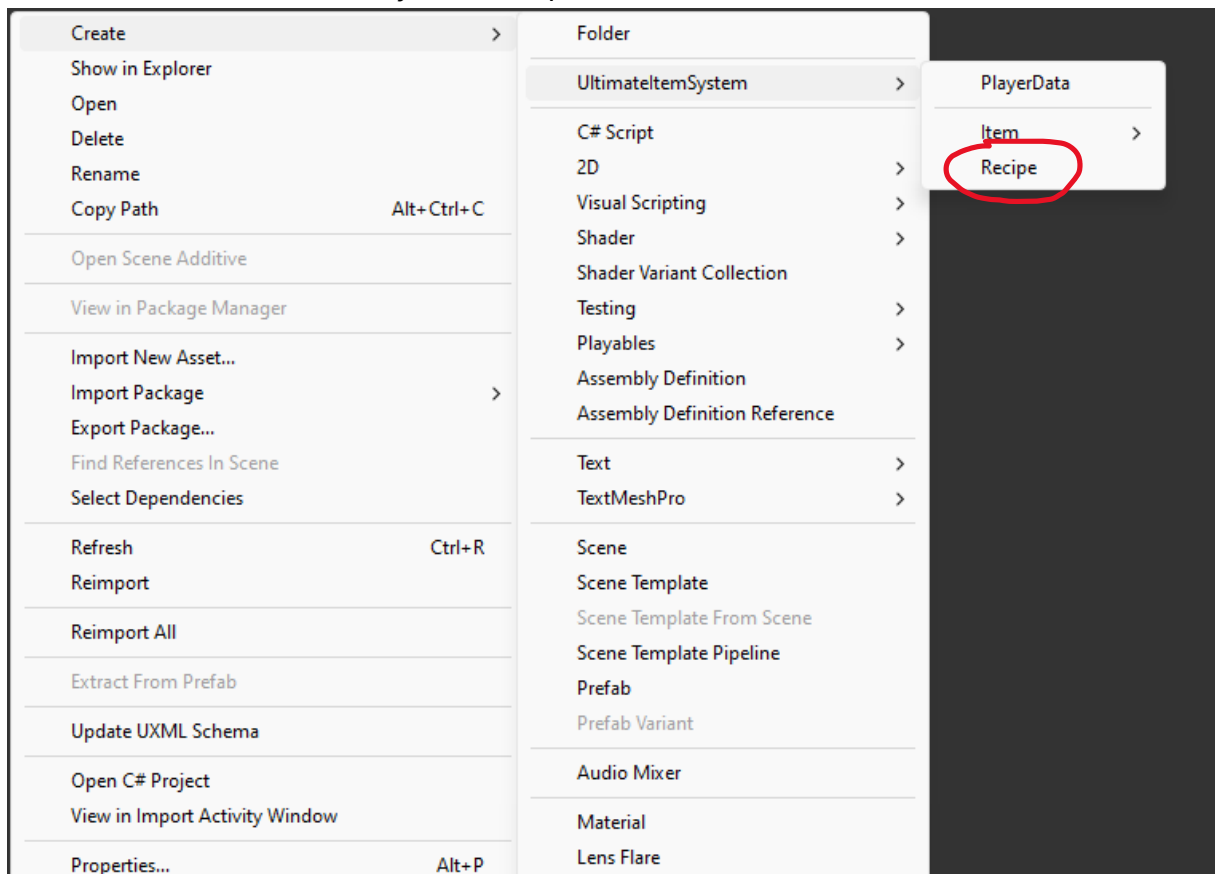 Create
Show in Explorer
Open
Delete
Rename
Copy Path Alt+Ctrl+C
Open Scene Additive
View in Package Manager
Import New Asset...
Import Package
Export Package...
Find References In Scene
Select Dependencies
Refresh Ctrl+R
Reimport
Reimport All
Extract From Prefab
Update UXML Schema
Open C# Project
View in Import Activity Window
Properties... Alt+P
Folder
UltimateItemSystem
C# Script
2D
Visual Scripting
Shader
Shader Variant Collection
Testing
Playables
Assembly Definition
Assembly Definition Reference
Text
TextMeshPro
Scene
Scene Template
Scene Template From Scene
Scene Template Pipeline
Prefab
Prefab Variant
Audio Mixer
Material
Lens Flare
PlayerData
Item
Recipe